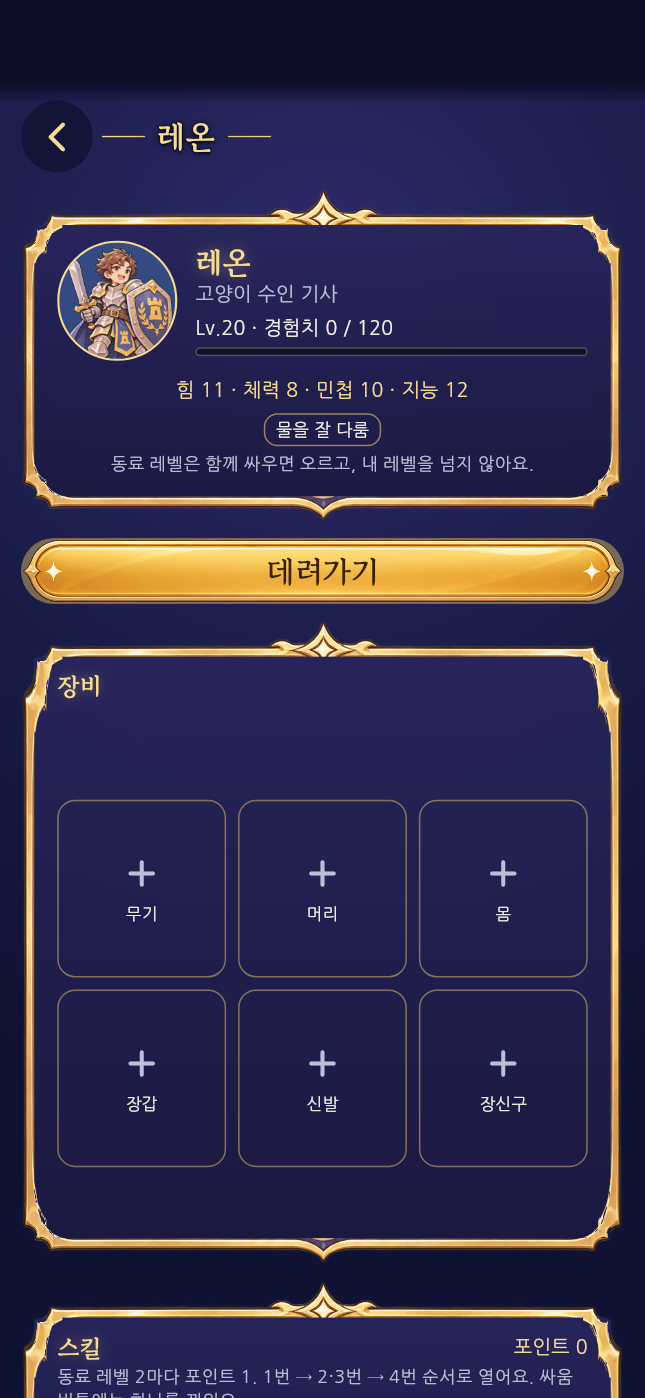 레온
레온
고양이 수인 기사
Lv.20 · 경험치 0 / 120
힘 11 · 체력 8 · 민첩 10 · 지능 12
물을 잘 다룸
동료 레벨은 함께 싸우면 오르고, 내 레벨을 넘지 않아요.
데려가기
장비
무기
머리
몸
장갑
신발
장신구
스킬
포인트 0
동료 레벨 2마다 포인트 1. 1번 → 2·3번 → 4번 순서로 열어요. 싸움